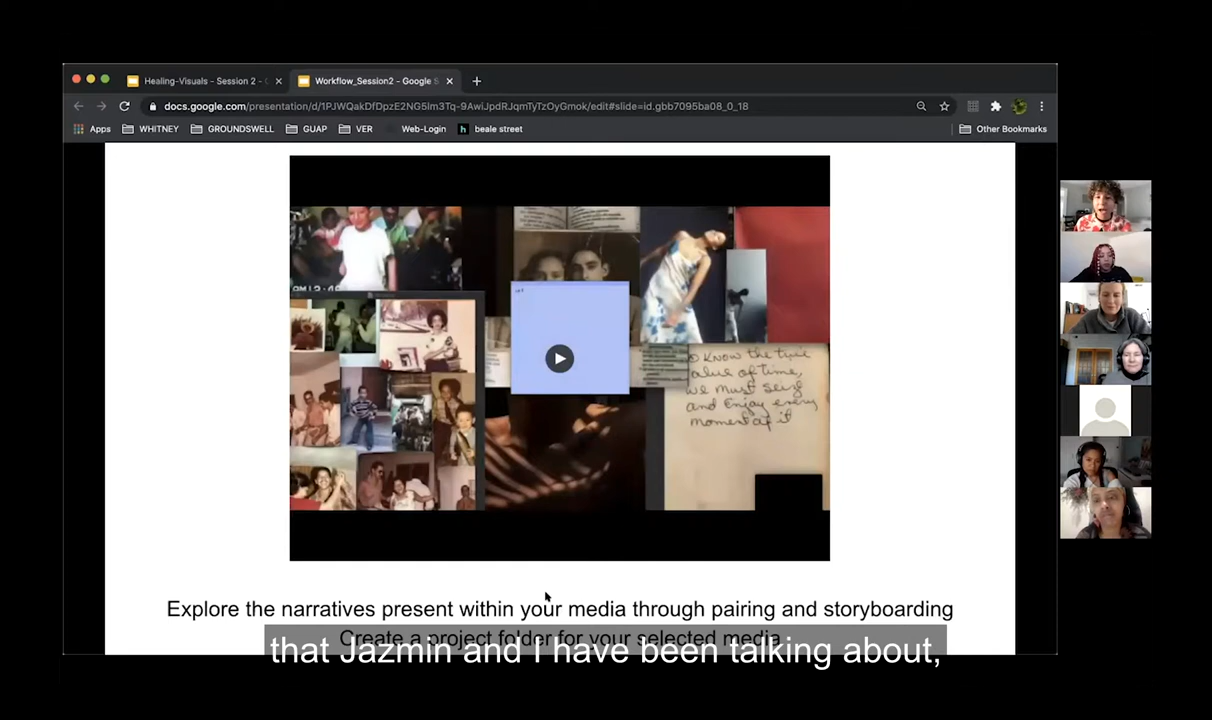 Healing-Visuals - Session 2 -
Workflow_Session2 - Google S
docs.google.com/presentation/d/1PJWQakDfDpzE2NG5lm3Tq-9AwiJpdRJqmTyTzOyGmok/edit#slide=id.gbb7095ba08_0_18
Apps WHITNEY GROUNDSWELL GUAP VER Web-Login h beale street Other Bookmarks
to KNOW the true
value of time,
we must seize
and enjoy every
moment of it
Explore the narratives present within your media through pairing and storyboarding
Create a project folder for your selected media
that Jazmin and I have been talking about,